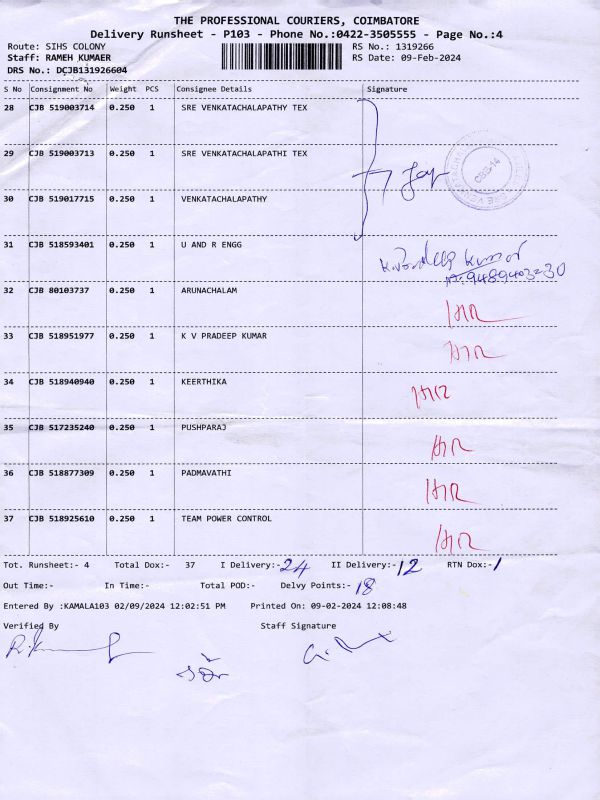 THE PROFESSIONAL COURIERS, COIMBATORE
Delivery Runsheet - P103 - Phone No.:0422-3505555 - Page No.:4
Route: SIHS COLONY RS No.: 1319266
Staff: RAMEH KUMAER RS Date: 09-Feb-2024
DRS No.: DCJB131926604
S No Consignment No Weight PCS Consignee Details Signature
28 CJB 519003714 0.250 1 SRE VENKATACHALAPATHY TEX
29 CJB 519003713 0.250 1 SRE VENKATACHALAPATHI TEX
30 CJB 519017715 0.250 1 VENKATACHALAPATHY
CBE-14
31 CJB 518593401 0.250 1 U AND R ENGG
32 CJB 80103737 0.250 1 ARUNACHALAM
33 CJB 518951977 0.250 1 K V PRADEEP KUMAR
34 CJB 518940940 0.250 1 KEERTHIKA
35 CJB 517235240 0.250 1 PUSHPARAJ
36 CJB 518877309 0.250 1 PADMAVATHI
37 CJB 518925610 0.250 1 TEAM POWER CONTROL
Tot. Runsheet:- 4 Total Dox:- 37 I Delivery:- 24 II Delivery:- 12 RTN Dox:- 1
Out Time:- In Time:- Total POD:- Delvy Points:- 18
Entered By :KAMALA103 02/09/2024 12:02:51 PM Printed On: 09-02-2024 12:08:48
Verified By Staff Signature